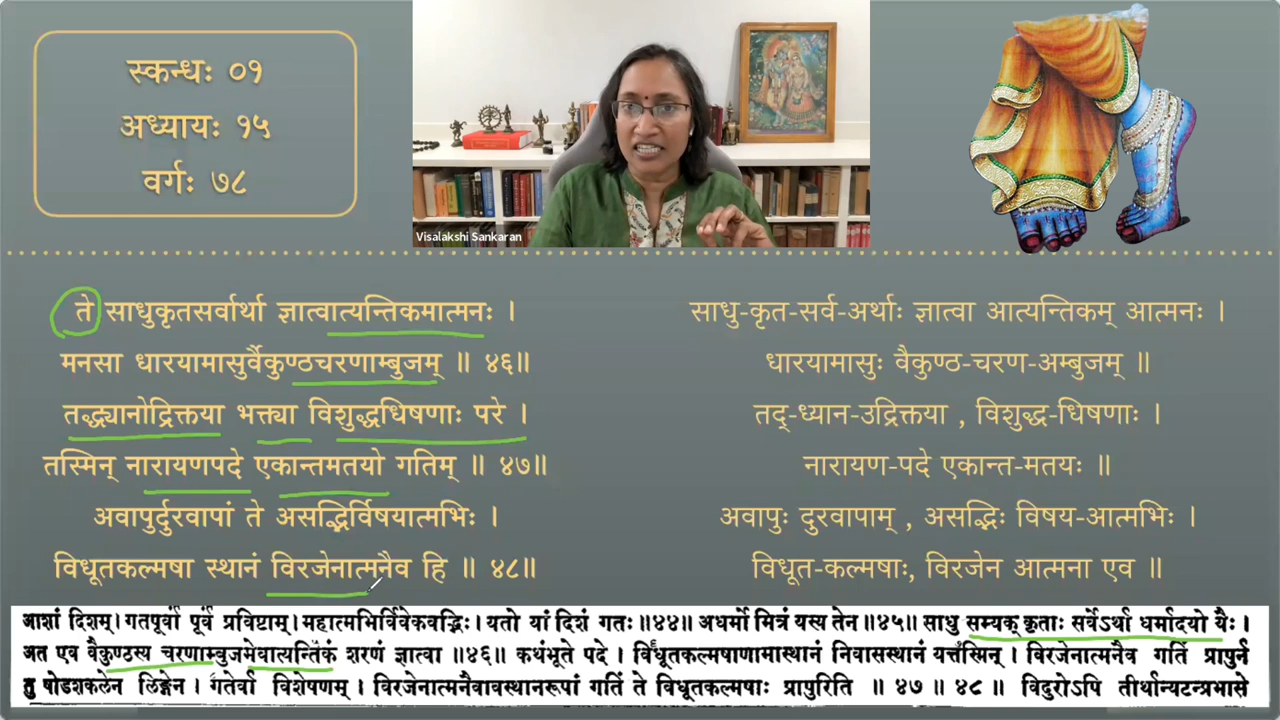 स्कन्धः ०१
अध्यायः १५
वर्गः ७८
Visalakshi Sankaran
ते साधुकृतसर्वार्था ज्ञात्वात्यन्तिकमात्मनः ।
मनसा धारयामासुर्वैकुण्ठचरणाम्बुजम् ॥ ४६॥
तद्ध्यानोद्रिक्तया भक्त्या विशुद्धधिषणाः परे ।
तस्मिन् नारायणपदे एकान्तमतयो गतिम् ॥ ४७॥
अवापुर्दुरवापां ते असद्भिर्विषयात्मभिः ।
विधूतकल्मषा स्थानं विरजेनात्मनैव हि ॥ ४८॥
साधु-कृत-सर्व-अर्थाः ज्ञात्वा आत्यन्तिकम् आत्मनः ।
धारयामासुः वैकुण्ठ-चरण-अम्बुजम् ॥
तद्-ध्यान-उद्रिक्तया , विशुद्ध-धिषणाः ।
नारायण-पदे एकान्त-मतयः ॥
अवापुः दुरवापाम् , असद्भिः विषय-आत्मभिः ।
विधूत-कल्मषाः, विरजेन आत्मना एव ॥
आशां दिशम्। गतपूर्वां पूर्वं प्रविष्टाम्। महात्मभिर्विवेकवद्भिः। यतो यां दिशं गतः ॥४४॥ अधर्मो मित्रं यस्य तेन ॥४५॥ साधु सम्यक् कृताः सर्वेऽर्था धर्मादयो यैः।
अत एव वैकुण्ठस्य चरणाम्बुजमेवात्यन्तिकं शरणं ज्ञात्वा ॥४६॥ कथंभूते पदे। विधूतकल्मषाणामास्थानं निवासस्थानं यत्तस्मिन्। विरजेनात्मनैव गतिं प्रापुर्न
तु षोडशकलेन लिङ्गेन। गतेर्वा विशेषणम्। विरजेनात्मनैवावस्थानरूपां गतिं ते विधूतकल्मषाः प्रापुरिति ॥ ४७ ॥ ४८ ॥ विदुरोऽपि तीर्थान्यटन्प्रभासे